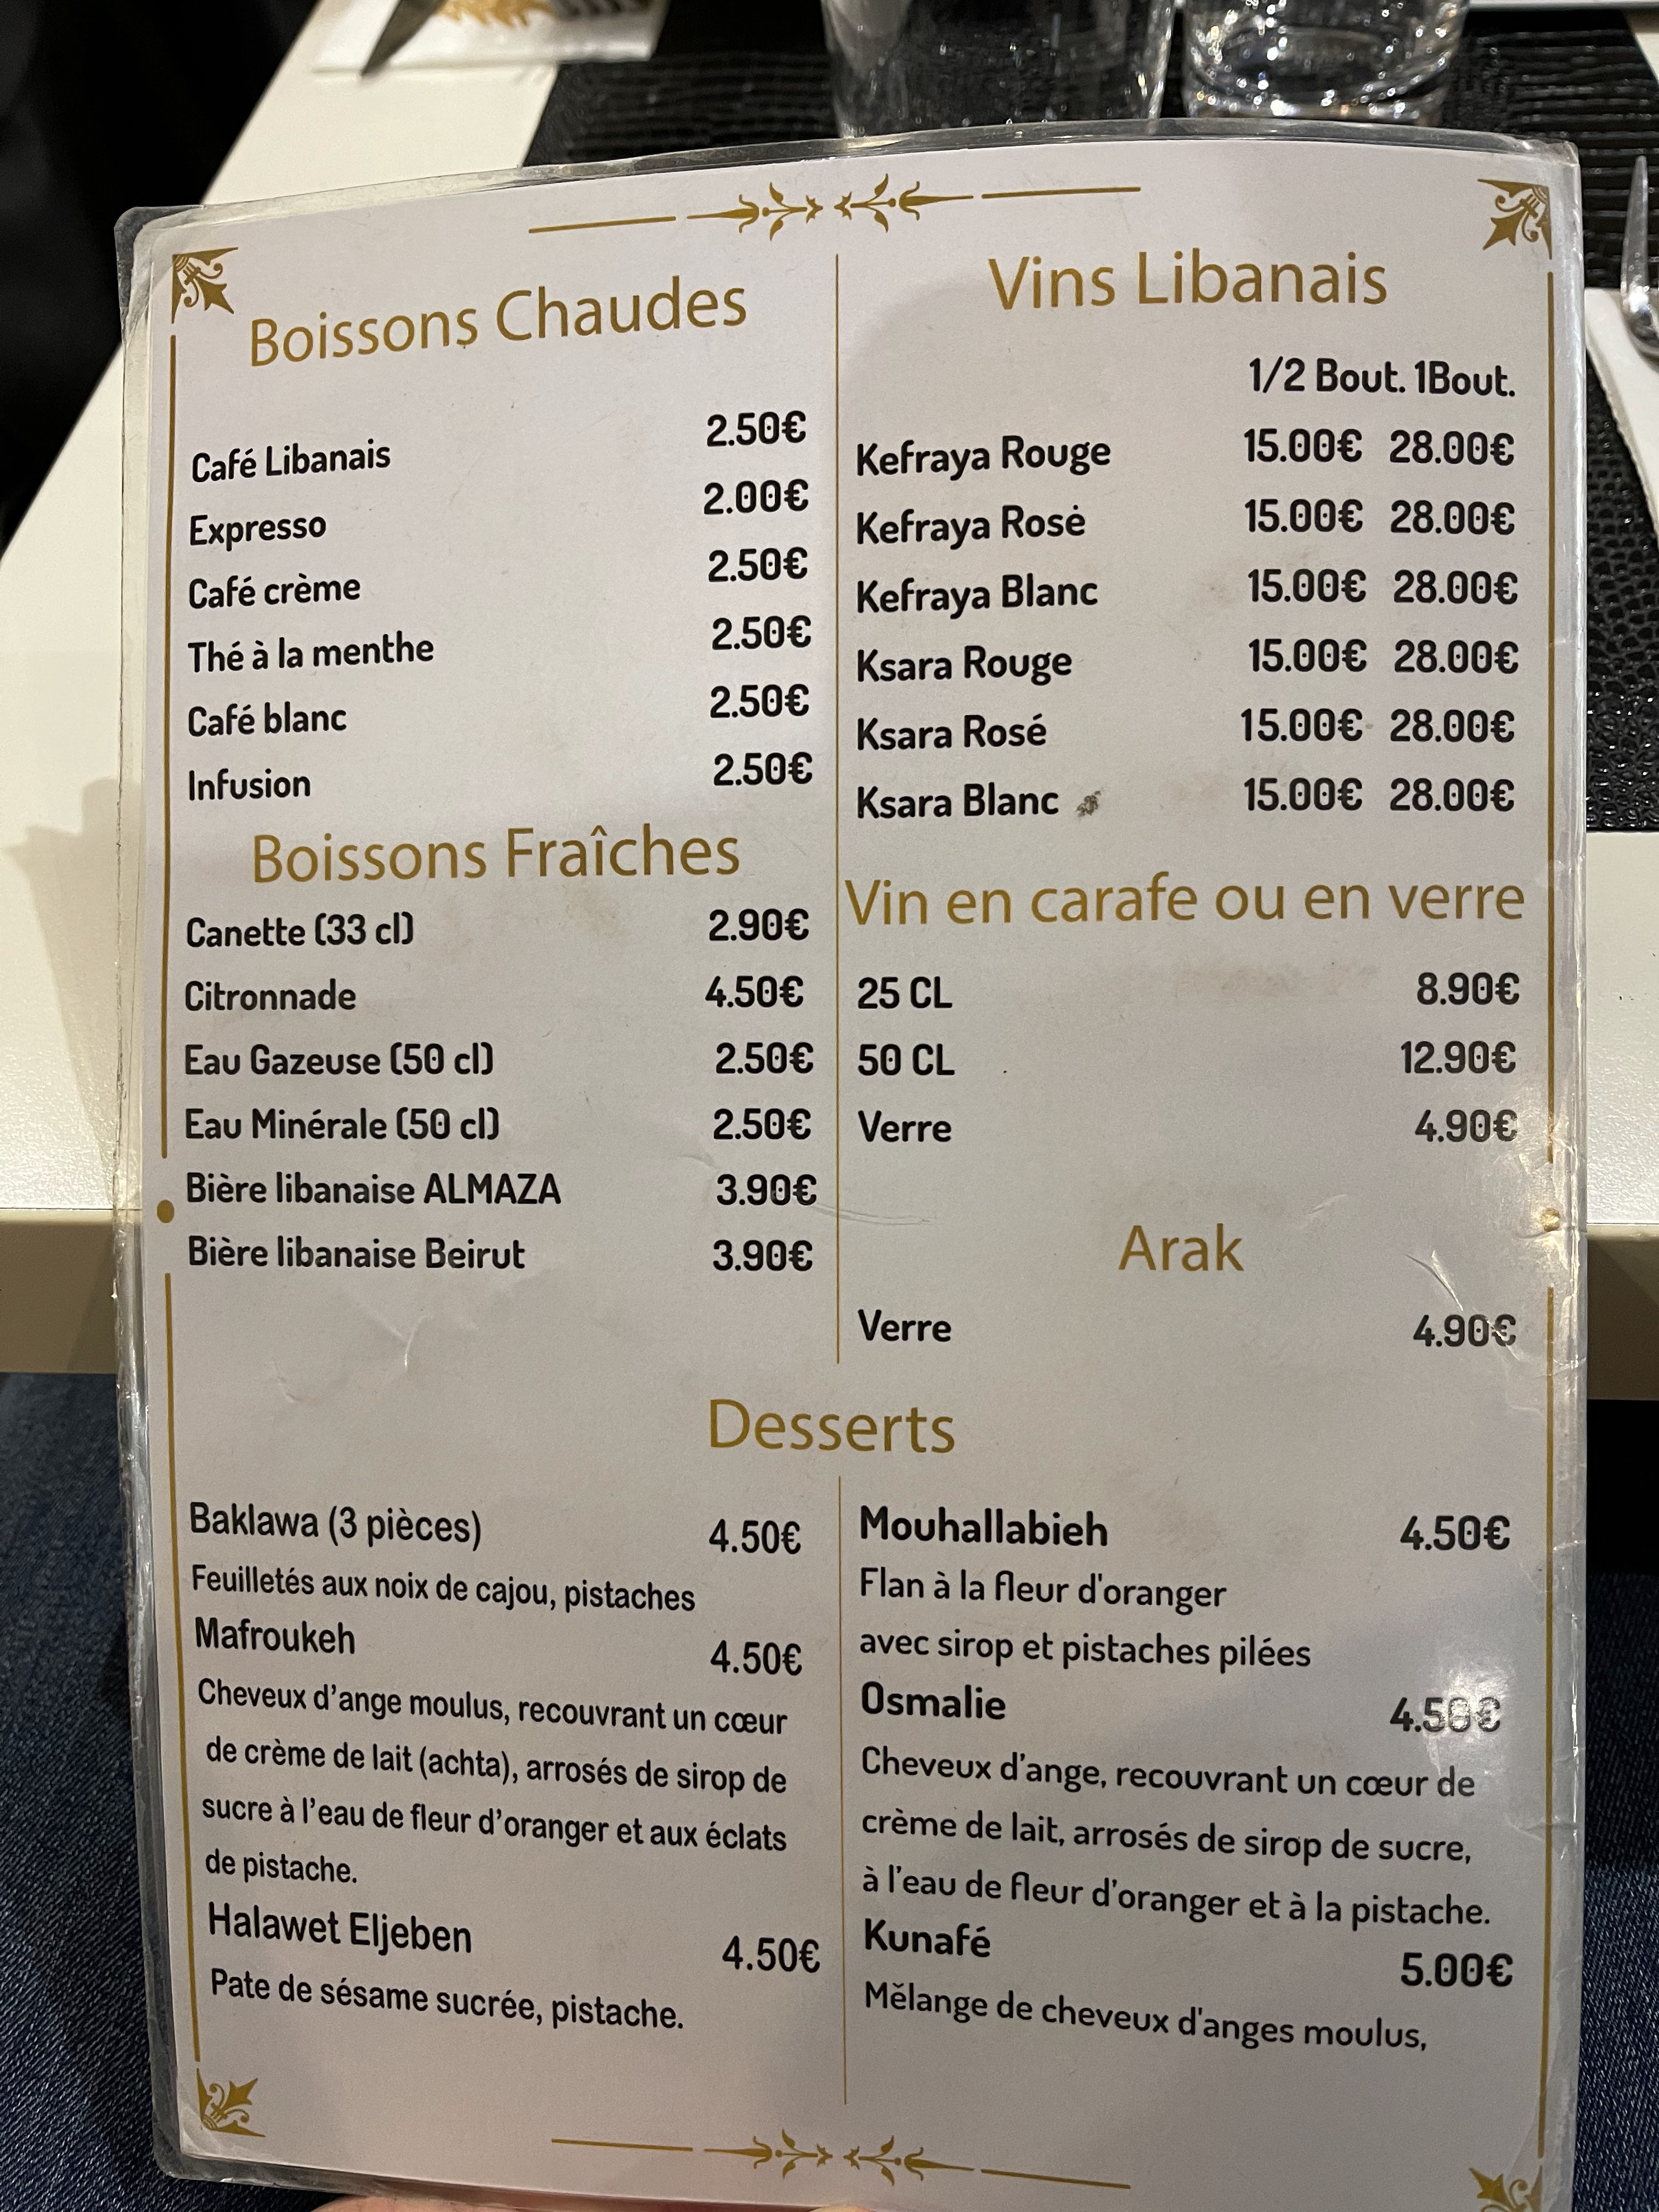 Boissons Chaudes
Café Libanais 2.50€
Expresso 2.00€
Café crème 2.50€
Thé à la menthe 2.50€
Café blanc 2.50€
Infusion 2.50€
Boissons Fraîches
Canette (33 cl) 2.90€
Citronnade 4.50€
Eau Gazeuse (50 cl) 2.50€
Eau Minérale (50 cl) 2.50€
Bière libanaise ALMAZA 3.90€
Bière libanaise Beirut 3.90€
Vins Libanais
1/2 Bout. 1Bout.
Kefraya Rouge 15.00€ 28.00€
Kefraya Rosė 15.00€ 28.00€
Kefraya Blanc 15.00€ 28.00€
Ksara Rouge 15.00€ 28.00€
Ksara Rosé 15.00€ 28.00€
Ksara Blanc 15.00€ 28.00€
Vin en carafe ou en verre
25 CL 8.90€
50 CL 12.90€
Verre 4.90€
Arak
Verre 4.90€
Desserts
Baklawa (3 pièces) 4.50€
Feuilletés aux noix de cajou, pistaches
Mafroukeh 4.50€
Cheveux d'ange moulus, recouvrant un cœur
de crème de lait (achta), arrosés de sirop de
sucre à l'eau de fleur d'oranger et aux éclats
de pistache.
Halawet Eljeben 4.50€
Pate de sésame sucrée, pistache.
Mouhallabieh 4.50€
Flan à la fleur d'oranger
avec sirop et pistaches pilées
Osmalie 4.50€
Cheveux d'ange, recouvrant un cœur de
crème de lait, arrosés de sirop de sucre,
à l'eau de fleur d'oranger et à la pistache.
Kunafé 5.00€
Mělange de cheveux d'anges moulus,